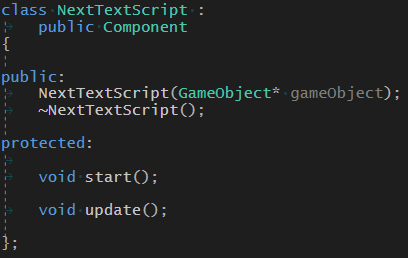 class NextTextScript :
    public Component
{

public:
    NextTextScript(GameObject* gameObject);
    ~NextTextScript();

protected:

    void start();

    void update();

};